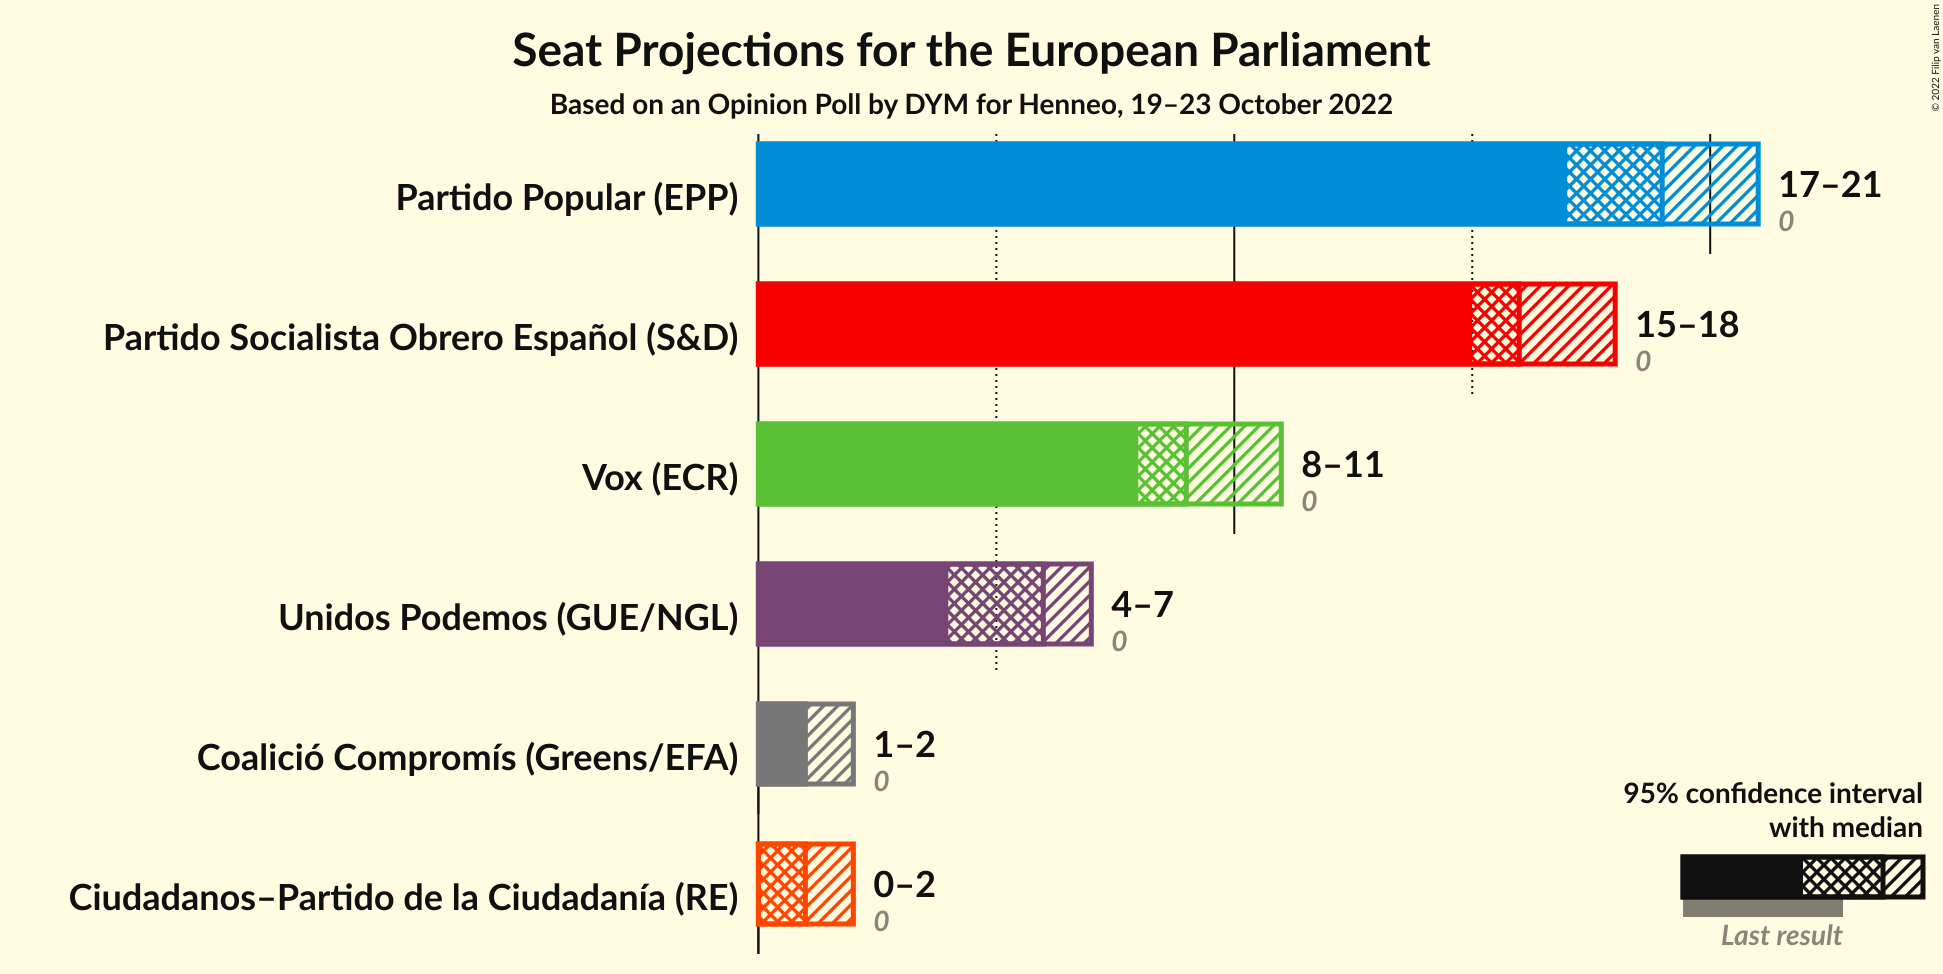 Seat Projections for the European Parliament
Based on an Opinion Poll by DYM for Henneo, 19–23 October 2022
© 2022 Filip van Laenen
Partido Popular (EPP)
17–21
0
Partido Socialista Obrero Español (S&D)
15–18
0
Vox (ECR)
8–11
0
Unidos Podemos (GUE/NGL)
4–7
0
Coalició Compromís (Greens/EFA)
1–2
0
Ciudadanos–Partido de la Ciudadanía (RE)
0–2
0
95% confidence interval
with median
Last result